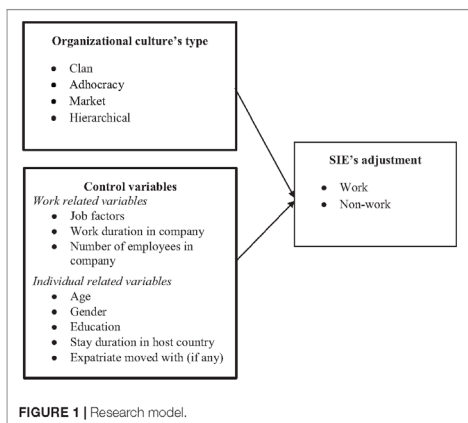 Organizational culture's type
• Clan
• Adhocracy
• Market
• Hierarchical
Control variables
Work related variables
• Job factors
• Work duration in company
• Number of employees in
company
Individual related variables
• Age
• Gender
• Education
• Stay duration in host country
• Expatriate moved with (if any)
SIE's adjustment
• Work
• Non-work
FIGURE 1 | Research model.